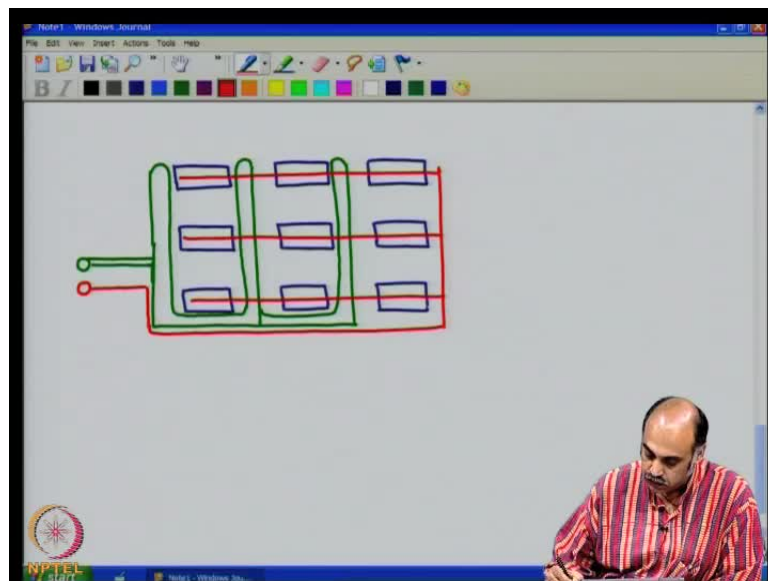 Note1 - Windows Journal
File Edit View Insert Actions Tools Help
B I
NPTEL
start
Note1 - Windows Jou...